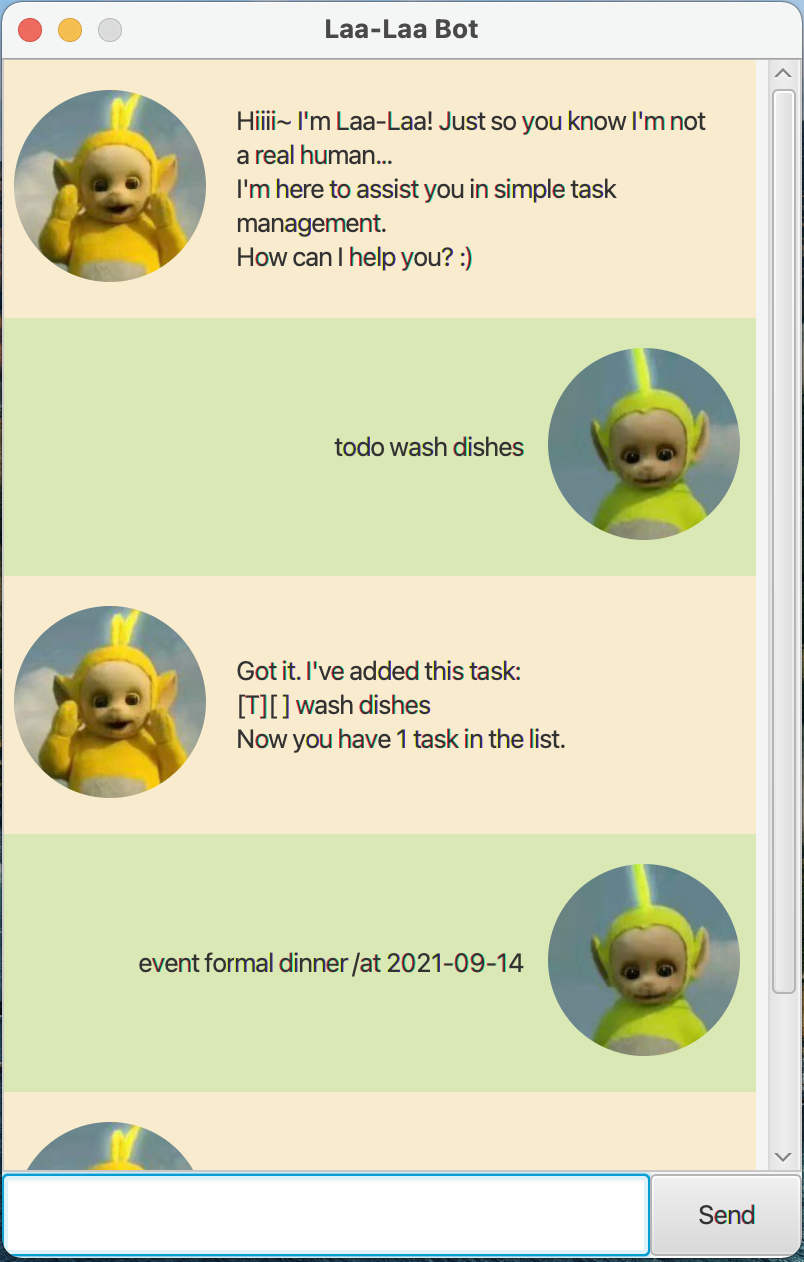 Laa-Laa Bot
Hiiii~ I'm Laa-Laa! Just so you know I'm not
a real human...
I'm here to assist you in simple task
management.
How can I help you? :)
todo wash dishes
Got it. I've added this task:
[T][ ] wash dishes
Now you have 1 task in the list.
event formal dinner /at 2021-09-14
Send